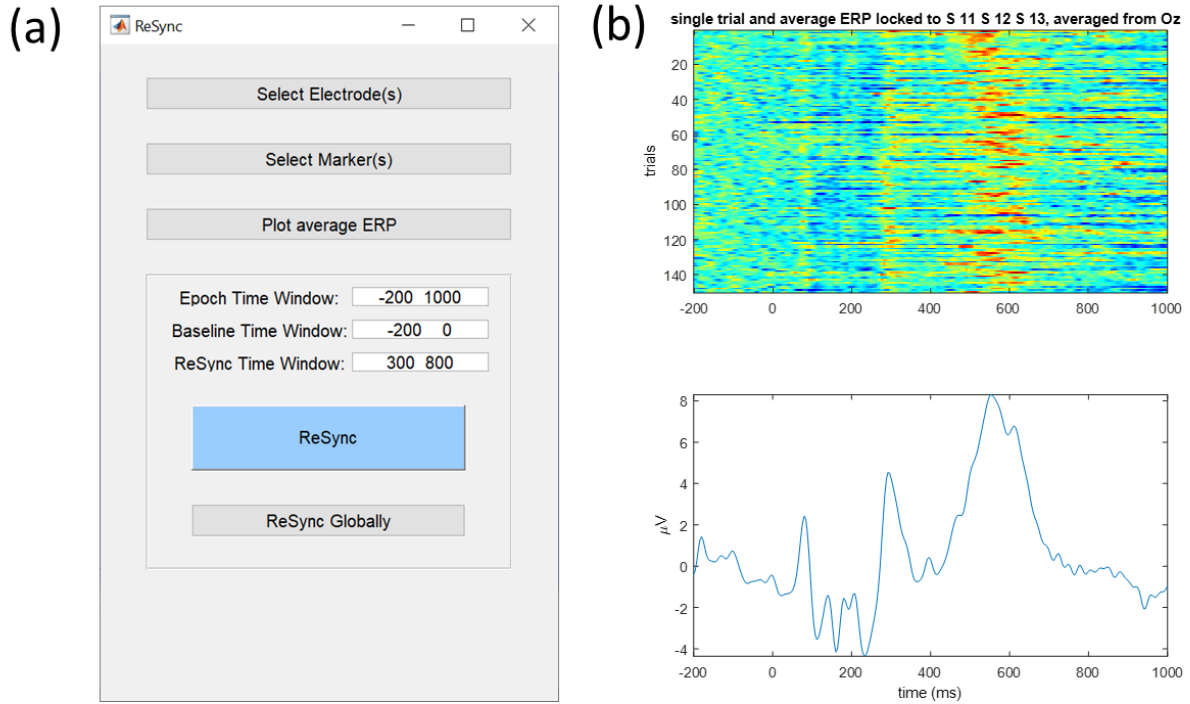 (a)
ReSync
Select Electrode(s)
Select Marker(s)
Plot average ERP
Epoch Time Window: -200 1000
Baseline Time Window: -200 0
ReSync Time Window: 300 800
ReSync
ReSync Globally
(b)
single trial and average ERP locked to S 11 S 12 S 13, averaged from Oz
trials
20
40
60
80
100
120
140
-200 0 200 400 600 800 1000
μV
8
6
4
2
0
-2
-4
-200 0 200 400 600 800 1000
time (ms)